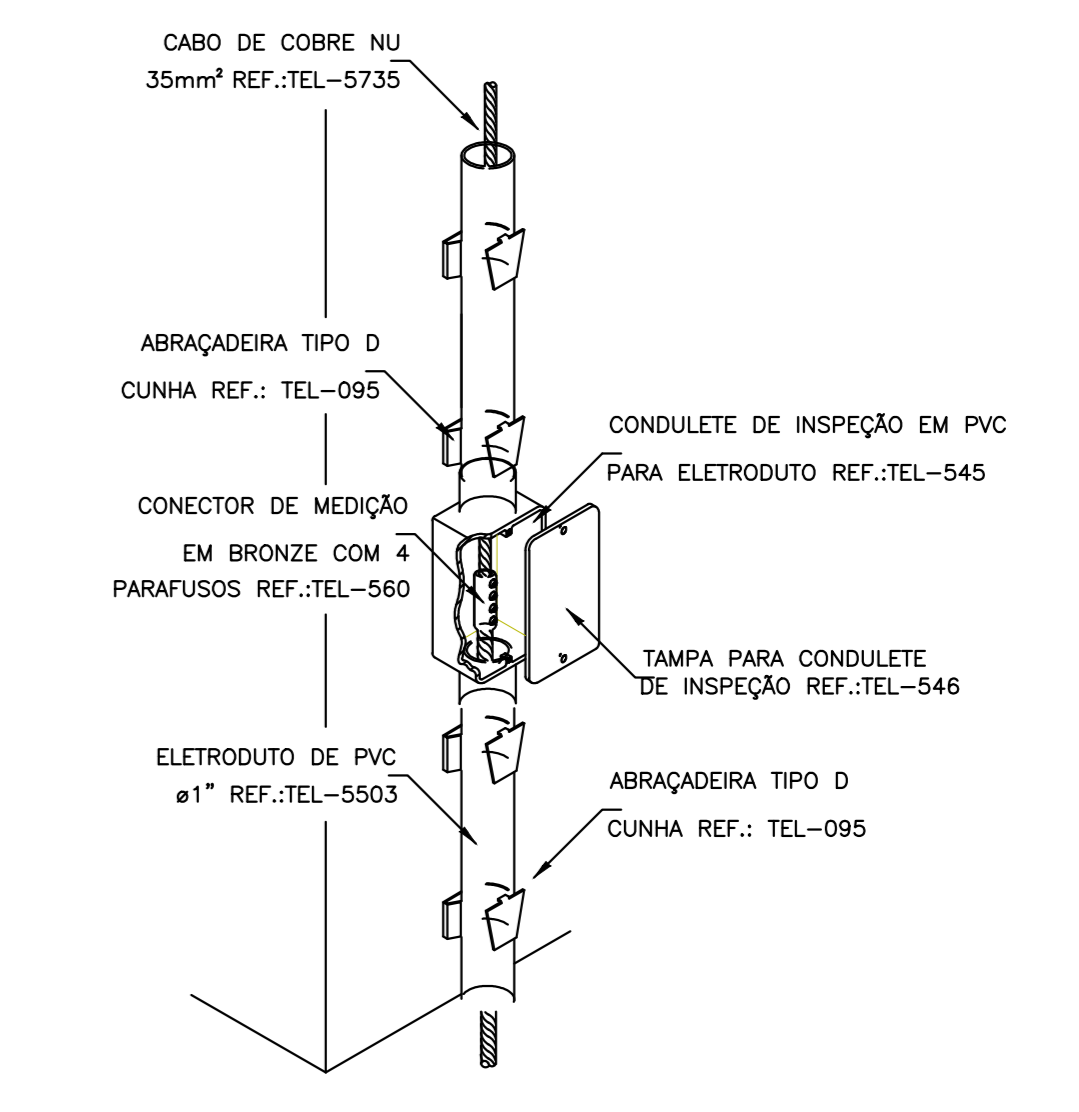 CABO DE COBRE NU
35mm² REF.:TEL-5735
ABRAÇADEIRA TIPO D
CUNHA REF.: TEL-095
CONDULETE DE INSPEÇÃO EM PVC
PARA ELETRODUTO REF.:TEL-545
CONECTOR DE MEDIÇÃO
EM BRONZE COM 4
PARAFUSOS REF.:TEL-560
TAMPA PARA CONDULETE
DE INSPEÇÃO REF.:TEL-546
ELETRODUTO DE PVC
ø1” REF.:TEL-5503
ABRAÇADEIRA TIPO D
CUNHA REF.: TEL-095